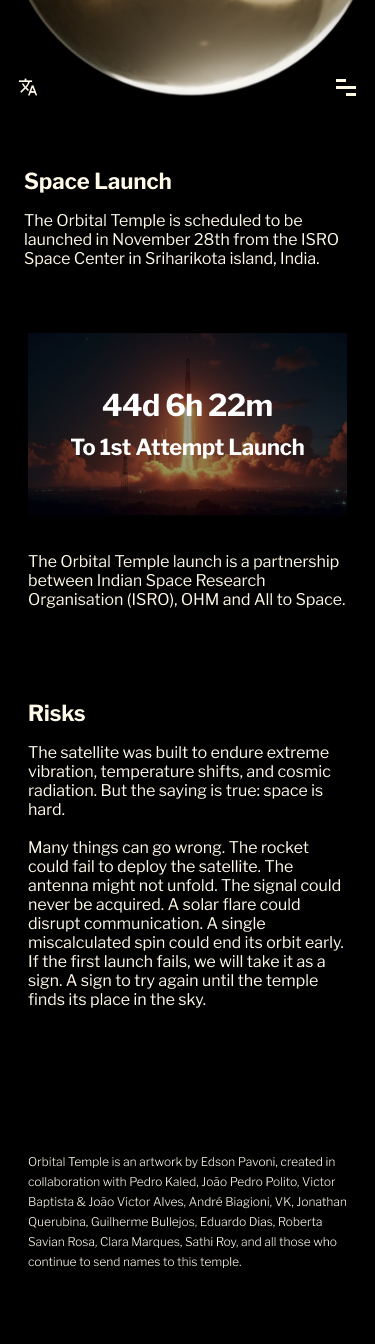 Space Launch
The Orbital Temple is scheduled to be
launched in November 28th from the ISRO
Space Center in Sriharikota island, India.
44d 6h 22m
To 1st Attempt Launch
The Orbital Temple launch is a partnership
between Indian Space Research
Organisation (ISRO), OHM and All to Space.
Risks
The satellite was built to endure extreme
vibration, temperature shifts, and cosmic
radiation. But the saying is true: space is
hard.
Many things can go wrong. The rocket
could fail to deploy the satellite. The
antenna might not unfold. The signal could
never be acquired. A solar flare could
disrupt communication. A single
miscalculated spin could end its orbit early.
If the first launch fails, we will take it as a
sign. A sign to try again until the temple
finds its place in the sky.
Orbital Temple is an artwork by Edson Pavoni, created in
collaboration with Pedro Kaled, João Pedro Polito, Victor
Baptista & João Victor Alves, André Biagioni, VK, Jonathan
Querubina, Guilherme Bullejos, Eduardo Dias, Roberta
Savian Rosa, Clara Marques, Sathi Roy, and all those who
continue to send names to this temple.